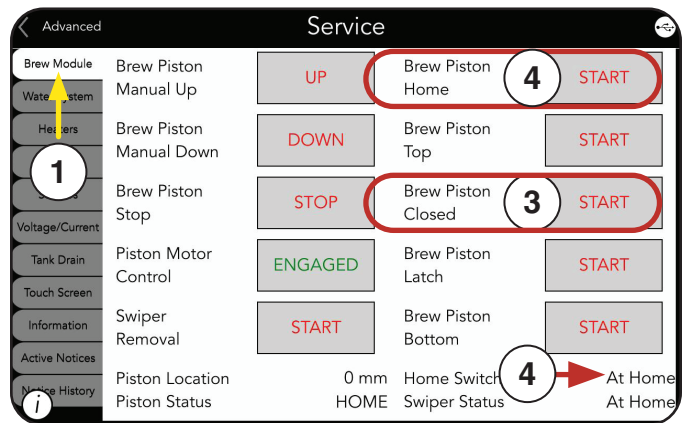 Advanced
Service
Brew Module
Water System
Heaters
Voltage/Current
Tank Drain
Touch Screen
Information
Active Notices
Notice History
i
1
Brew Piston
Manual Up
UP
Brew Piston
Home
4
START
Brew Piston
Manual Down
DOWN
Brew Piston
Top
START
Brew Piston
Stop
STOP
Brew Piston
Closed
3
START
Piston Motor
Control
ENGAGED
Brew Piston
Latch
START
Swiper
Removal
START
Brew Piston
Bottom
START
Piston Location 0 mm
Piston Status HOME
Home Switch
4
At Home
Swiper Status At Home